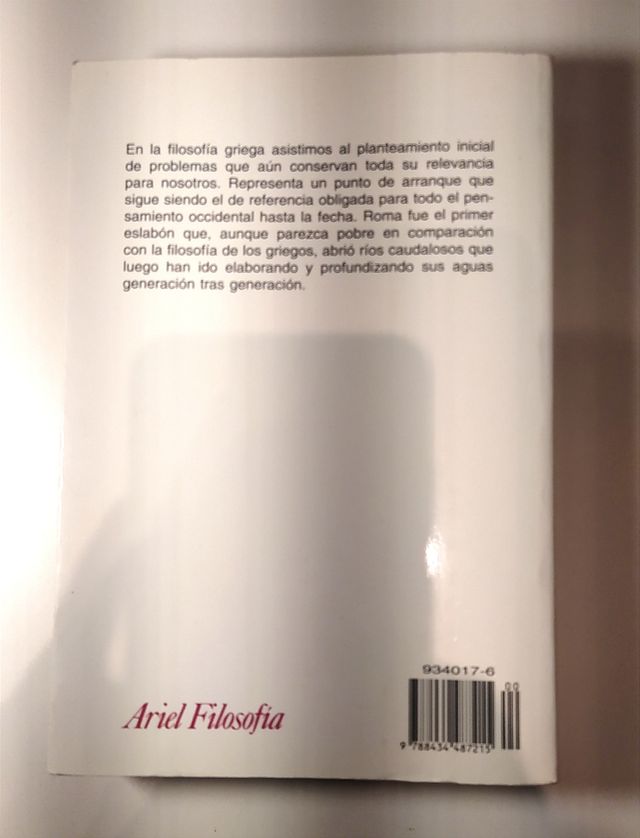 En la filosofía griega asistimos al planteamiento inicial
de problemas que aún conservan toda su relevancia
para nosotros. Representa un punto de arranque que
sigue siendo el de referencia obligada para todo el pen-
samiento occidental hasta la fecha. Roma fue el primer
eslabón que, aunque parezca pobre en comparación
con la filosofía de los griegos, abrió ríos caudalosos que
luego han ido elaborando y profundizando sus aguas
generación tras generación.
934017-6
00
9 788434 487215
Ariel Filosofía